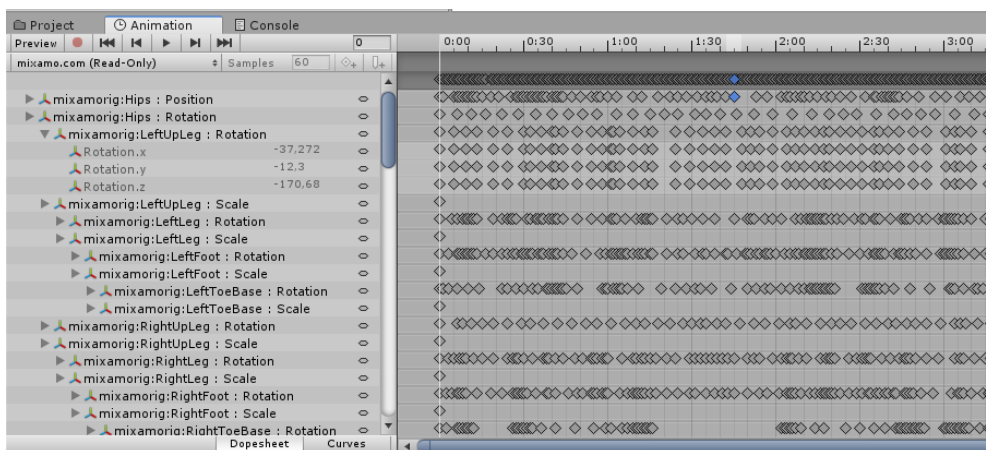 Project Animation Console
Preview 0 0:00 0:30 1:00 1:30 2:00 2:30 3:00
mixamo.com (Read-Only) Samples 60
mixamorig:Hips : Position
mixamorig:Hips : Rotation
mixamorig:LeftUpLeg : Rotation
Rotation.x -37,272
Rotation.y -12,3
Rotation.z -170,68
mixamorig:LeftUpLeg : Scale
mixamorig:LeftLeg : Rotation
mixamorig:LeftLeg : Scale
mixamorig:LeftFoot : Rotation
mixamorig:LeftFoot : Scale
mixamorig:LeftToeBase : Rotation
mixamorig:LeftToeBase : Scale
mixamorig:RightUpLeg : Rotation
mixamorig:RightUpLeg : Scale
mixamorig:RightLeg : Rotation
mixamorig:RightLeg : Scale
mixamorig:RightFoot : Rotation
mixamorig:RightFoot : Scale
mixamorig:RightToeBase : Rotation
Dopesheet Curves